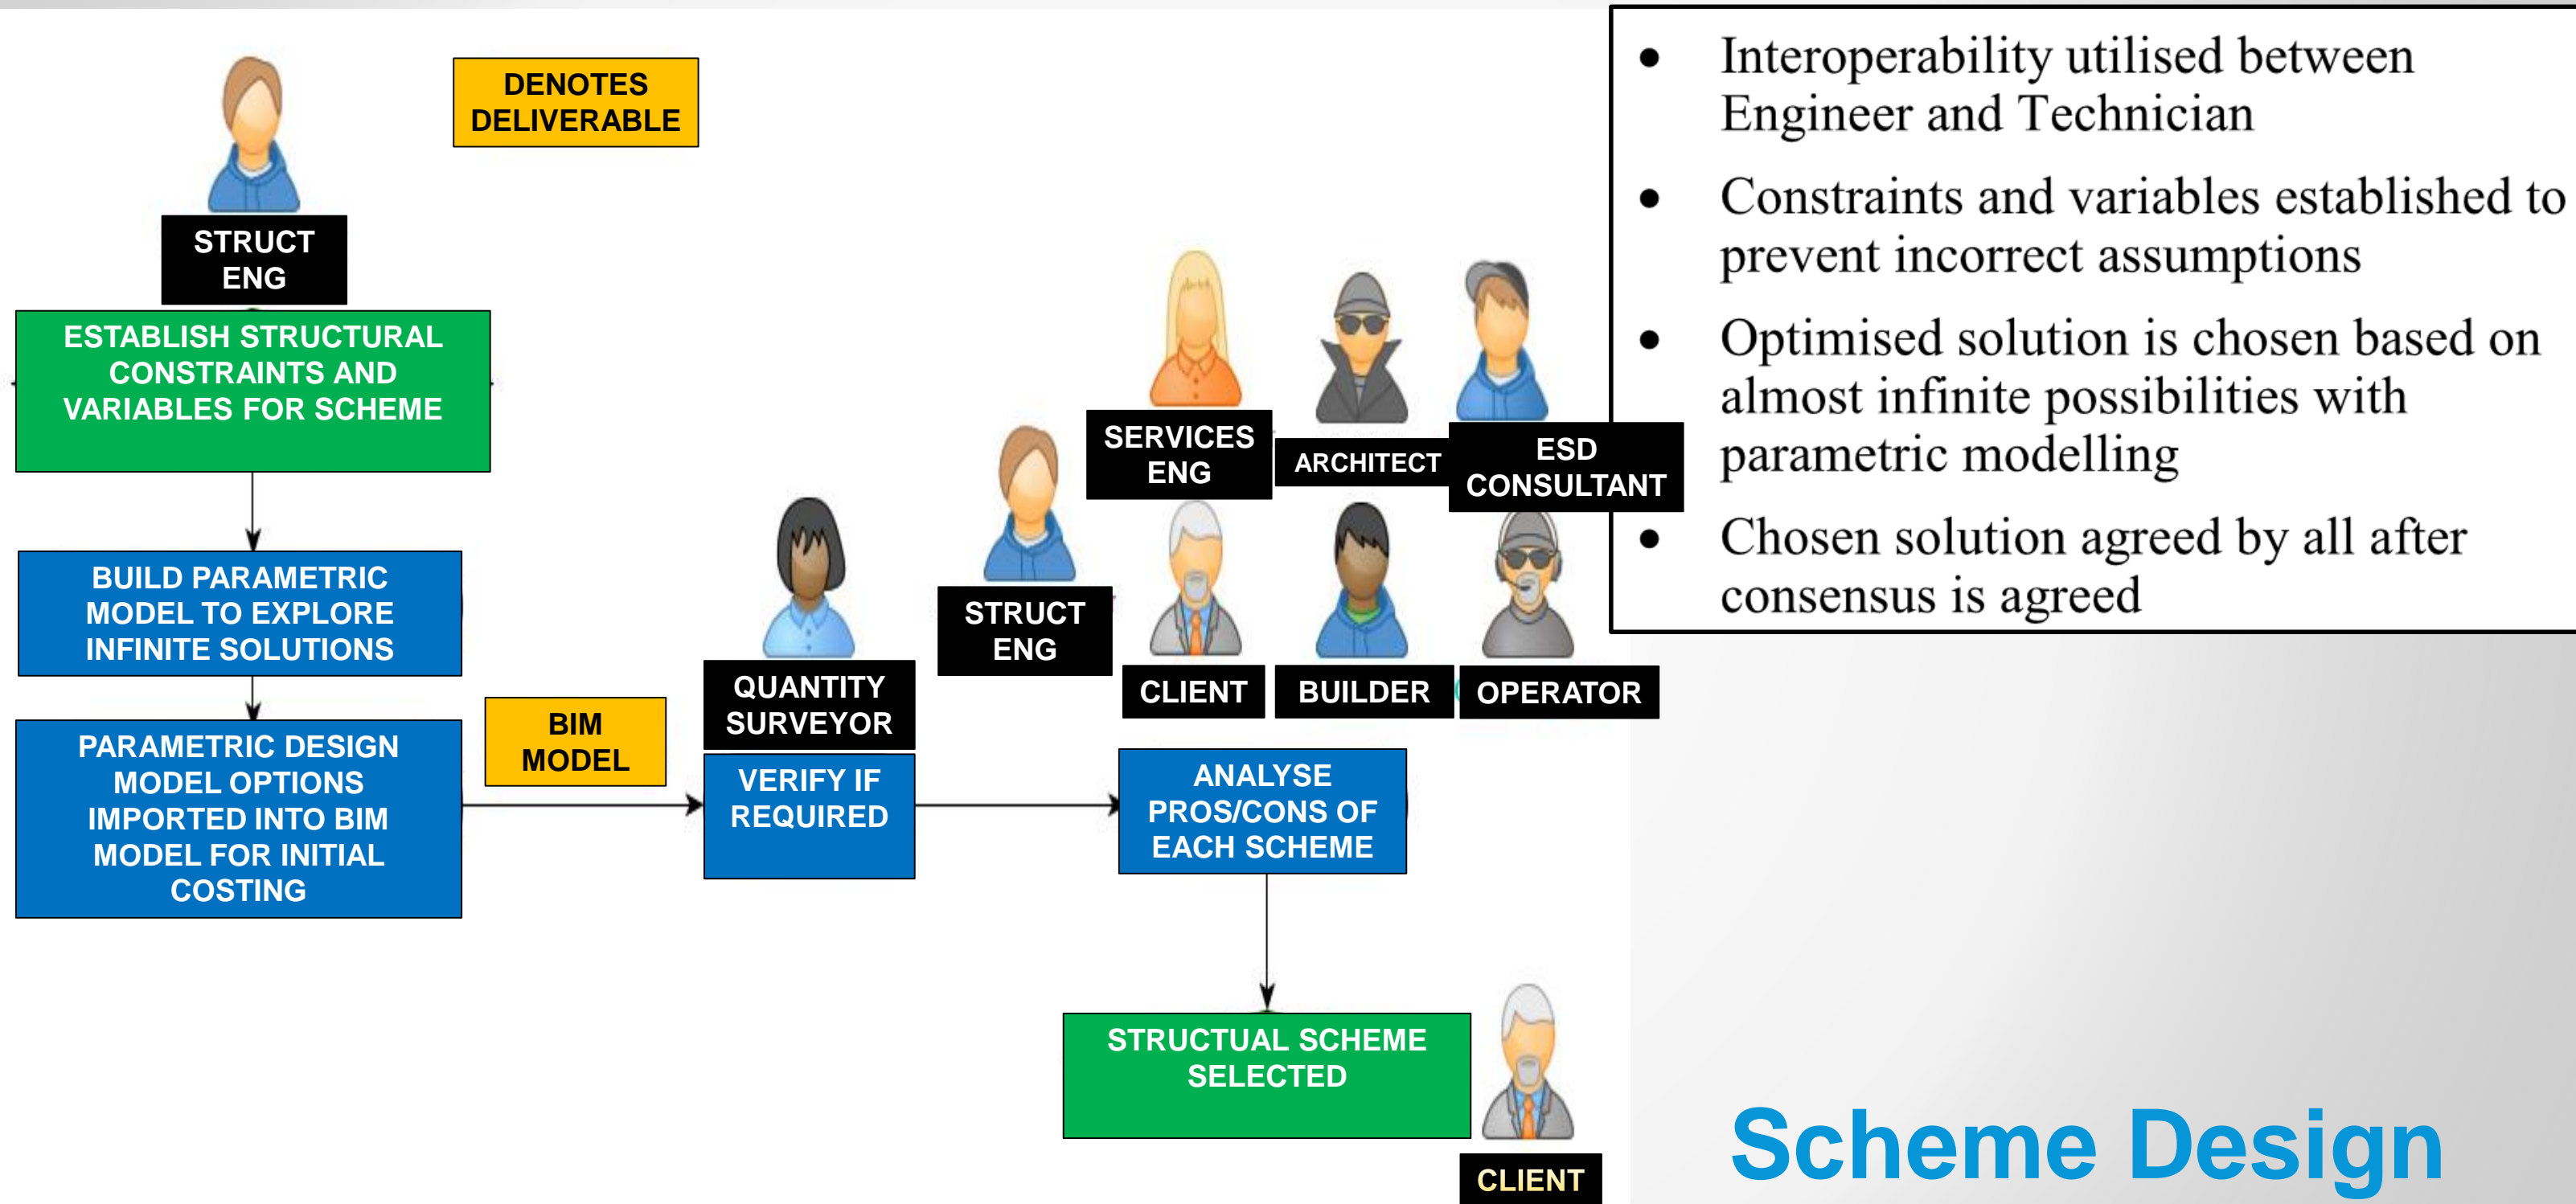 DENOTES
DELIVERABLE
STRUCT
ENG
ESTABLISH STRUCTURAL
CONSTRAINTS AND
VARIABLES FOR SCHEME
BUILD PARAMETRIC
MODEL TO EXPLORE
INFINITE SOLUTIONS
PARAMETRIC DESIGN
MODEL OPTIONS
IMPORTED INTO BIM
MODEL FOR INITIAL
COSTING
BIM
MODEL
QUANTITY
SURVEYOR
VERIFY IF
REQUIRED
STRUCT
ENG
SERVICES
ENG
ARCHITECT
ESD
CONSULTANT
CLIENT
BUILDER
OPERATOR
ANALYSE
PROS/CONS OF
EACH SCHEME
STRUCTUAL SCHEME
SELECTED
CLIENT
• Interoperability utilised between
Engineer and Technician
• Constraints and variables established to
prevent incorrect assumptions
• Optimised solution is chosen based on
almost infinite possibilities with
parametric modelling
• Chosen solution agreed by all after
consensus is agreed
Scheme Design